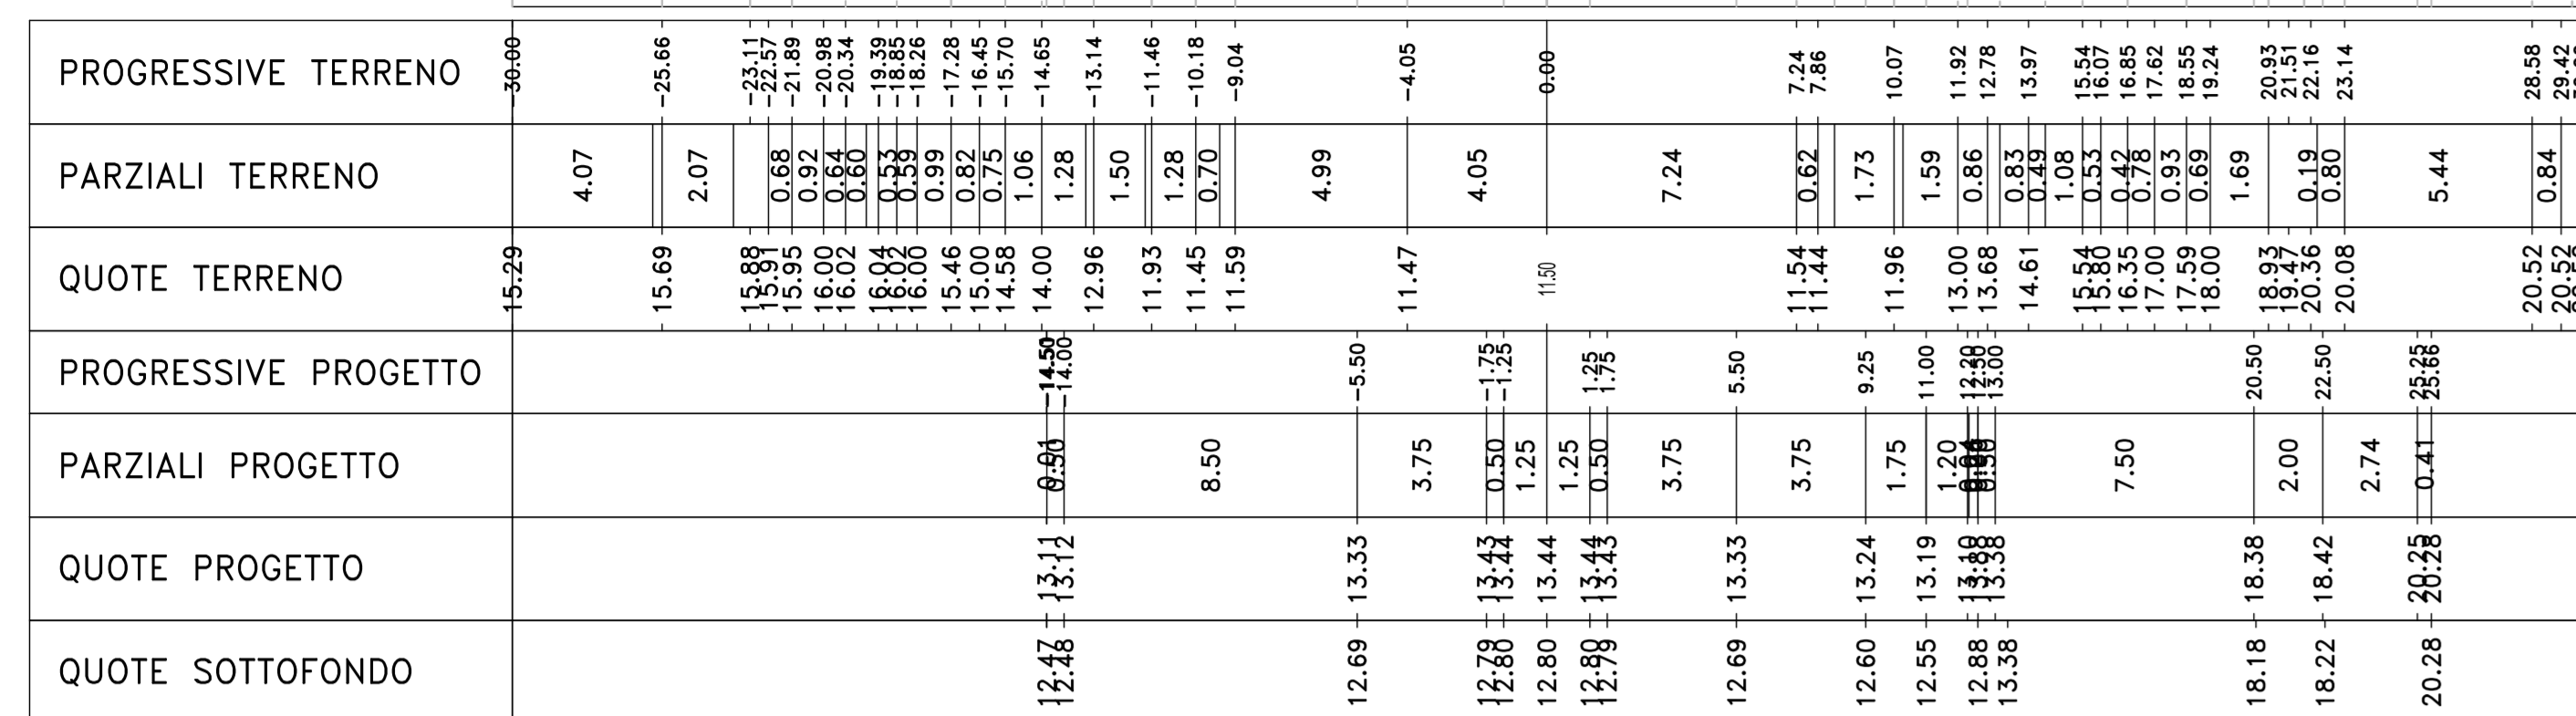 PROGRESSIVE TERRENO -30.00 -25.66 -23.11 -22.57 -21.89 -20.98 -20.34 -19.39 -18.85 -18.26 -17.28 -16.45 -15.70 -14.65 -13.14 -11.46 -10.18 -9.04 -4.05 0.00 7.24 7.86 10.07 11.92 12.78 13.97 15.54 16.07 16.85 17.62 18.55 19.24 20.93 21.51 22.16 23.14 28.58 29.42
PARZIALI TERRENO 4.07 2.07 0.68 0.92 0.64 0.60 0.53 0.59 0.99 0.82 0.75 1.06 1.28 1.50 1.28 0.70 4.99 4.05 7.24 0.62 1.73 1.59 0.86 0.83 0.49 1.08 0.53 0.42 0.78 0.93 0.69 1.69 0.19 0.80 5.44 0.84
QUOTE TERRENO 15.29 15.69 15.88 15.91 15.95 16.00 16.02 16.04 16.02 16.00 15.46 15.00 14.58 14.00 12.96 11.93 11.45 11.59 11.47 11.50 11.54 11.44 11.96 13.00 13.68 14.61 15.54 15.80 16.35 17.00 17.59 18.00 18.93 19.47 20.36 20.08 20.52 20.52
PROGRESSIVE PROGETTO -14.50 -14.00 -5.50 -1.75 -1.25 1.25 1.75 5.50 9.25 11.00 12.20 12.50 13.00 20.50 22.50 25.25 25.66
PARZIALI PROGETTO 0.01 0.50 8.50 3.75 0.50 1.25 1.25 0.50 3.75 3.75 1.75 1.20 0.50 7.50 2.00 2.74 0.41
QUOTE PROGETTO 13.11 13.12 13.33 13.43 13.44 13.44 13.44 13.43 13.33 13.24 13.19 13.10 13.38 18.38 18.42 20.25 20.28
QUOTE SOTTOFONDO 12.47 12.48 12.69 12.79 12.80 12.80 12.80 12.79 12.69 12.60 12.55 12.88 13.38 18.18 18.22 20.28